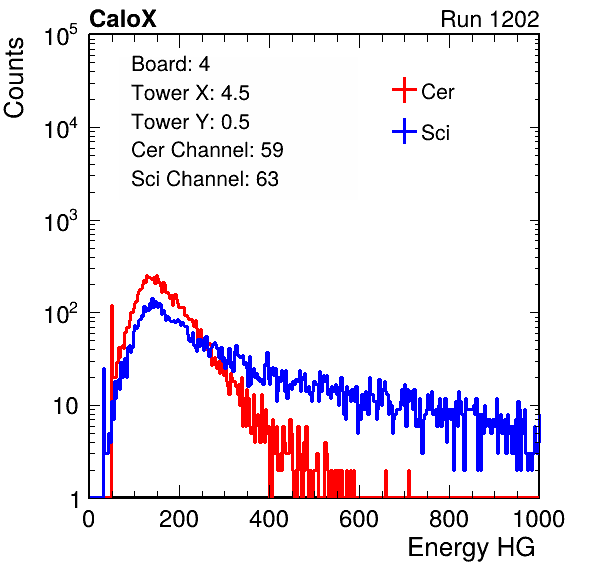 CaloX Run 1202
Counts
Board: 4
Tower X: 4.5
Tower Y: 0.5
Cer Channel: 59
Sci Channel: 63
Cer
Sci
10^5
10^4
10^3
10^2
10
1
0 200 400 600 800 1000
Energy HG